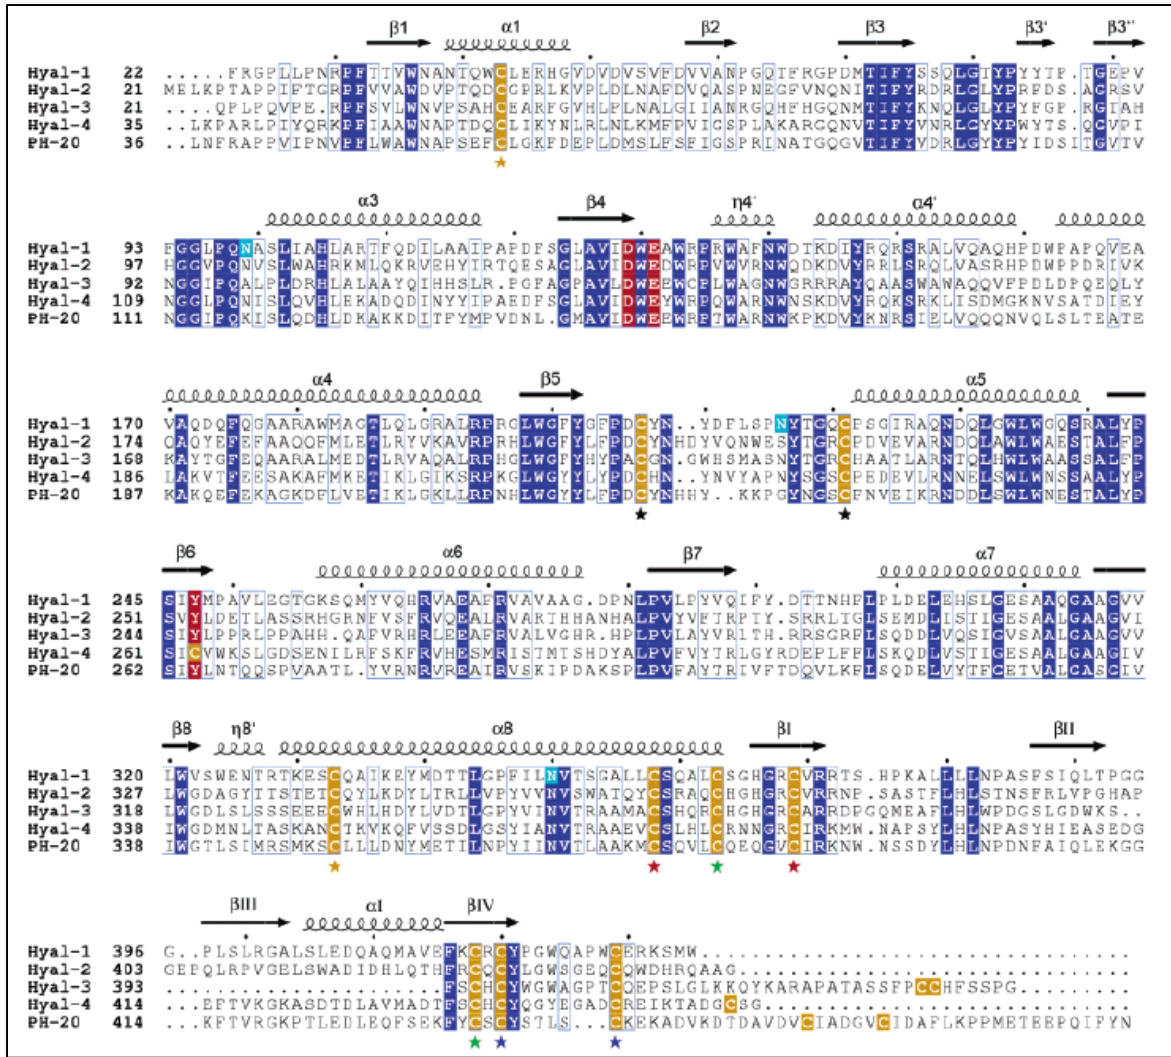 β1 α1 β2 β3 β3' β3''
Hyal-1 22 .....FRGPLLPNRPFTTVWNANTQWCLERHGVDVDVSVFDVVANPGQTFRGPDMTIFYSSQLGTYPYYTP.TGEPV
Hyal-2 21 MELKPTAPPIFTGRPFVVAWDVPTQDCGPRLKVPLDLNAFDVQASPNEGFVNQNITIFYRDRLGLYPRFDS.AGRSV
Hyal-3 21 ....QPLPQVPE.RPFSVLWNVPSAHCEARFGVHLPLNALGIIANRGQHFHGQNMTIFYKNQLGLYPYFGP.RGIAH
Hyal-4 35 ..LKPARLPIYQRKPFIAAWNAPTDQCLIKYNLRLNLKMFPVIGSPLAKARGQNVTIFYVNRLGYYPWYTS.QGVPI
PH-20 36 ..LNFRAPPVIPNVPFLWAWNAPSEFCLGKFDEPLDMSLFSFIGSPRINATGQGVTIFYVDRLGYYPYIDSITGVTV
α3 β4 η4' α4'
Hyal-1 93 FGGLPQNASLIAHLARTFQDILAAIPAPDFSGLAVIDWEAWRPRWAFNWDTKDIYRQRSRALVQAQHPDWPAPQVEA
Hyal-2 97 HGGVPQNVSLWAHRKMLQKRVEHYIRTQESAGLAVIDWEDWRPVWVRNWQDKDVYRRLSRQLVASRHPDWPPDRIVK
Hyal-3 92 NGGIPQALPLDRHLALAAYQIHHSLR.PGFAGPAVLDWEEWCPLWAGNWGRRRAYQAASWAWAQQVFPDLDPQEQLY
Hyal-4 109 NGGLPQNISLQVHLEKADQDINYYIPAEDFSGLAVIDWEYWRPQWARNWNSKDVYRQKSRKLISDMGKNVSATDIEY
PH-20 111 NGGIPQKISLQDHLDKAKKDITFYMPVDNL.GMAVIDWEEWRPTWARNWKPKDVYKNRSIELVQQQNVQLSLTEATE
α4 β5 α5
Hyal-1 170 VAQDQFQGAARAWMAGTLQLGRALRPRGLWGFYGFPDCYN..YDFLSPNYTGQCPSGIRAQNDQLGWLWGQSRALYP
Hyal-2 174 QAQYEFEFAAQQFMLETLRYVKAVRPRHLWGFYLFPDCYNHDYVQNWESYTGRCPDVEVARNDQLAWLWAESTALFP
Hyal-3 168 KAYTGFEQAARALMEDTLRVAQALRPHGLWGFYHYPACGN.GWHSMASNYTGRCHAATLARNTQLHWLWAASSALFP
Hyal-4 186 LAKVTFEESAKAFMKETIKLGIKSRPKGLWGYYLYPDCHN..YNVYAPNYSGSCPEDEVLRNNELSWLWNSSAALYP
PH-20 187 KAKQEFEKAGKDFLVETIKLGKLLRPNHLWGYYLFPDCYNHHY.KKPGYNGSCFNVEIKRNDDLSWLWNESTALYP
β6 α6 β7 α7
Hyal-1 245 SIYMPAVLEGTGKSQMYVQHRVAEAFRVAVAAG.DPNLPVLPYVQIFY.DTTNHFLPLDELEHSLGESAAQGAAGVV
Hyal-2 251 SVYLDETLASSRHGRNFVSFRVQEALRVARTHHANHALPVYVFTRPTY.SRRLTGLSEMDLISTIGESAALGAAGVI
Hyal-3 244 SIYLPPRLPPAHH.QAFVRHRLEEAFRVALVGHR.HPLPVLAYVRLTH.RRSGRFLSQDDLVQSIGVSAALGAAGVV
Hyal-4 261 SICVWKSLGDSENILRFSKFRVHESMRISTMTSHDYALPVFVYTRLGYRDEPLFFLSKQDLVSTIGESAALGAAGIV
PH-20 262 SIYLNTQQSPVAATL.YVRNRVREAIRVSKIPDAKSPLPVFAYTRIVFTDQVLKFLSQDELVYTFGETVALGASGIV
β8 η8' α8 βI βII
Hyal-1 320 LWVSWENTRTKESCQAIKEYMDTTLGPFILNVTSGALLCSQALCSGHGRCVRRTS.HPKALLLLNPASFSIQLTPGG
Hyal-2 327 LWGDAGYTTSTETCQYLKDYLTRLLVPYVVNVSWATQYCSRAQCHGHGRCVRRNP.SASTFLHLSTNSFRLVPGHAP
Hyal-3 318 LWGDLSLSSSEEECWHLHDYLVDTLGPYVINVTRAAMACSHQRCHGHGRCARRDPGQMEAFLHLWPDGSLGDWKS..
Hyal-4 338 IWGDMNLTASKANCTKVKQFVSSDLGSYIANVTRAAEVCSLHLCRNNGRCIRKMW.NAPSYLHLNPASYHIEASEDG
PH-20 338 IWGTLSIMRSMKSCLLLDNYMETILNPYIINVTLAAKMCSQVLCQEQGVCIRKNW.NSSDYLHLNPDNFAIQLEKGG
βIII αI βIV
Hyal-1 396 G..PLSLRGALSLEDQAQMAVEFKCRCYPGWQAPWCERKSMW..................................
Hyal-2 403 GEPQLRPVGELSWADIDHLQTHFRCQCYLGWSGEQCQWDHRQAAG...............................
Hyal-3 393 ......................FSCHCYWGWAGPTCQEPSLGLKKQYKARAPATASSFPCCHFSSPG.........
Hyal-4 414 ...EFTVKGKASDTDLAVMADTFSCHCYQGYEGADCREIKTADGCSG.............................
PH-20 414 ...KFTVRGKPTLEDLEQFSEKFYCSCYSTLS...CKEKADVKDTDAVDVCIADGVCIDAFLKPPMETEEPQIFYN